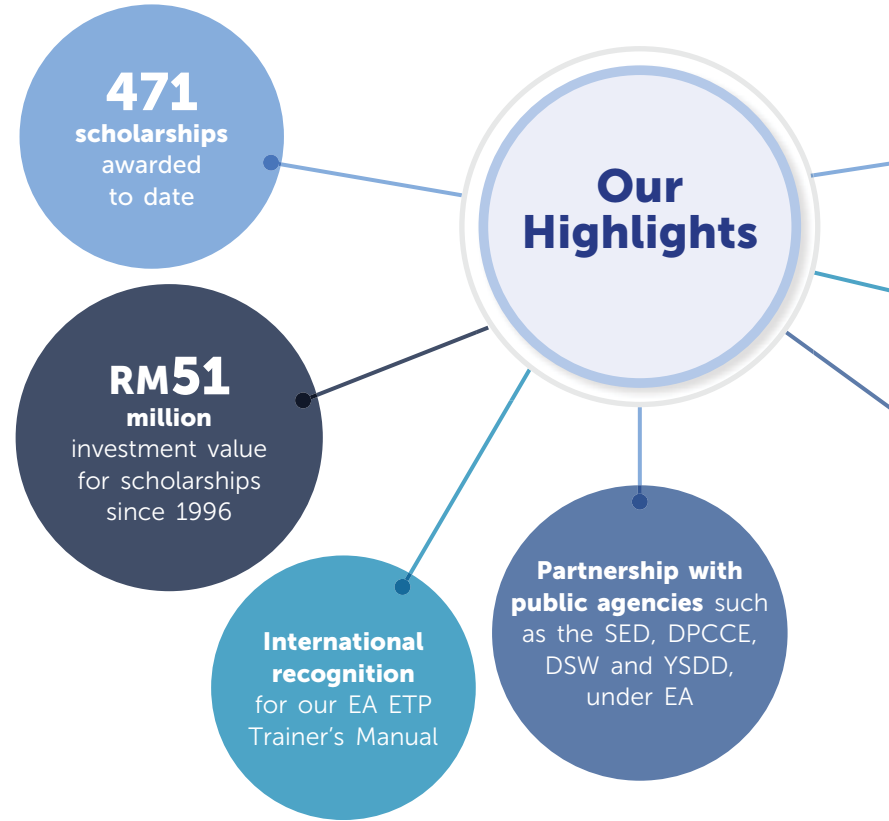 471
scholarships
awarded
to date
Our
Highlights
RM51
million
investment value
for scholarships
since 1996
International
recognition
for our EA ETP
Trainer's Manual
Partnership with
public agencies such
as the SED, DPCCE,
DSW and YSDD,
under EA